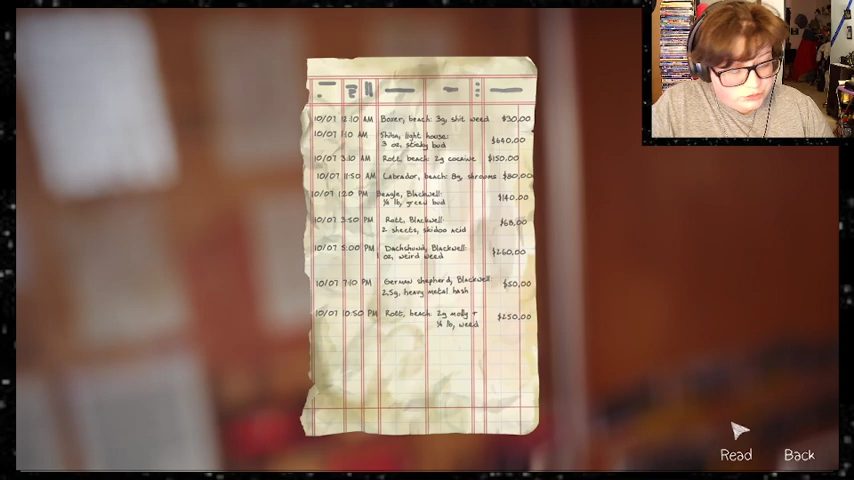 10/07 12:10 AM Boxer, beach: 3g, shit weed $30.00
10/07 1:10 AM Shiba, light house: $640.00
3 oz, sticky bud
10/07 3:10 AM Rott, beach: 2g cocaine $150.00
10/07 11:50 AM Labrador, beach: 8g, shrooms $80.00
10/07 1:20 PM Beagle, Blackwell: $140.00
¼ lb, green bud
10/07 3:50 PM Rott, Blackwell: $68.00
2 sheets, skidoo acid
10/07 5:00 PM Dachshund, Blackwell: $260.00
oz, weird weed
10/07 7:10 PM German shepherd, Blackwell: $50.00
2.5g, heavy metal hash
10/07 10:50 PM Rott, beach: 2g molly + $250.00
¼ lb, weed
Read Back